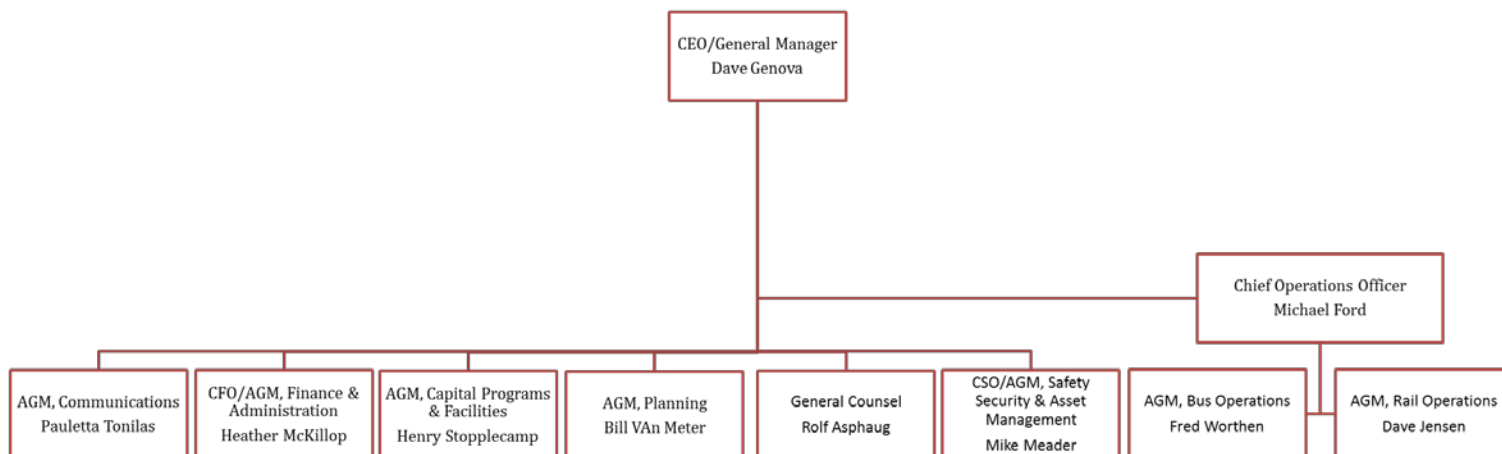 CEO/General Manager
Dave Genova
Chief Operations Officer
Michael Ford
AGM, Communications
Pauletta Tonilas
CFO/AGM, Finance &
Administration
Heather McKillop
AGM, Capital Programs
& Facilities
Henry Stopplecamp
AGM, Planning
Bill VAn Meter
General Counsel
Rolf Asphaug
CSO/AGM, Safety
Security & Asset
Management
Mike Meader
AGM, Bus Operations
Fred Worthen
AGM, Rail Operations
Dave Jensen